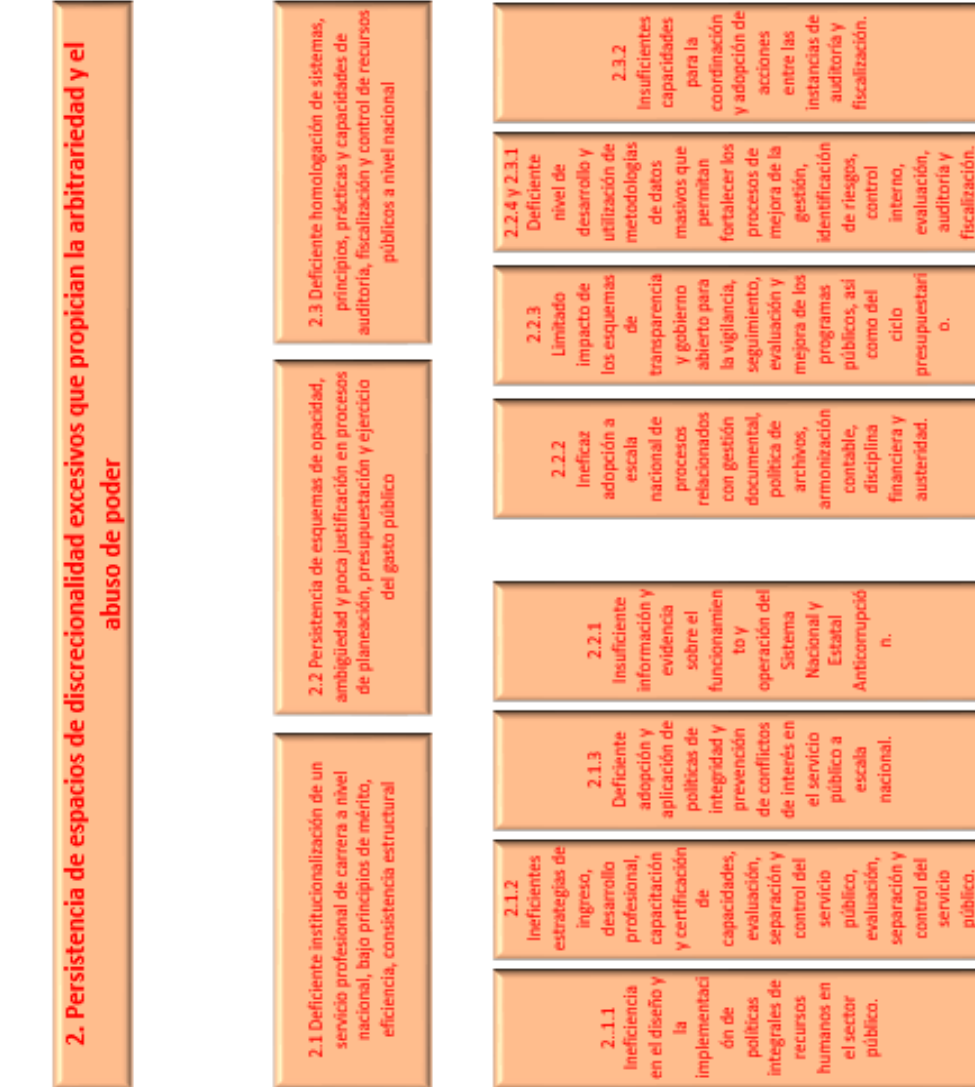 2. Persistencia de espacios de discrecionalidad excesivos que propician la arbitrariedad y el
abuso de poder
2.1 Deficiente institucionalización de un
servicio profesional de carrera a nivel
nacional, bajo principios de mérito,
eficiencia, consistencia estructural
2.2 Persistencia de esquemas de opacidad,
ambigüedad y poca justificación en procesos
de planeación, presupuestación y ejercicio
del gasto público
2.3 Deficiente homologación de sistemas,
principios, prácticas y capacidades de
auditoría, fiscalización y control de recursos
públicos a nivel nacional
2.1.1
Ineficiencia
en el diseño y
la
implementaci
ón de
políticas
integrales de
recursos
humanos en
el sector
público.
2.1.2
Ineficientes
estrategias de
ingreso,
desarrollo
profesional,
capacitación
y certificación
de
capacidades,
evaluación,
separación y
control del
servicio
público,
evaluación,
separación y
control del
servicio
público,
2.1.3
Deficiente
adopción y
aplicación de
políticas de
integridad y
prevención
de conflictos
de interés en
el servicio
público a
escala
nacional.
2.2.1
Insuficiente
información y
evidencia
sobre el
funcionamien
to y
operación del
Sistema
Nacional y
Estatal
Anticorrupció
n.
2.2.2
Ineficaz
adopción a
escala
nacional de
procesos
relacionados
con gestión
documental,
política de
archivos,
armonización
contable,
disciplina
financiera y
austeridad.
2.2.3
Limitado
impacto de
los esquemas
de
transparencia
y gobierno
abierto para
la vigilancia,
seguimiento,
evaluación y
mejora de los
programas
públicos, así
como del
ciclo
presupuestari
o.
2.2.4 y 2.3.1
Deficiente
nivel de
desarrollo y
utilización de
metodologías
de datos
masivos que
permitan
fortalecer los
procesos de
mejora de la
gestión,
identificación
de riesgos,
control
interno,
evaluación,
auditoría y
fiscalización.
2.3.2
Insuficientes
capacidades
para la
coordinación
y adopción de
acciones
entre las
instancias de
auditoría y
fiscalización.